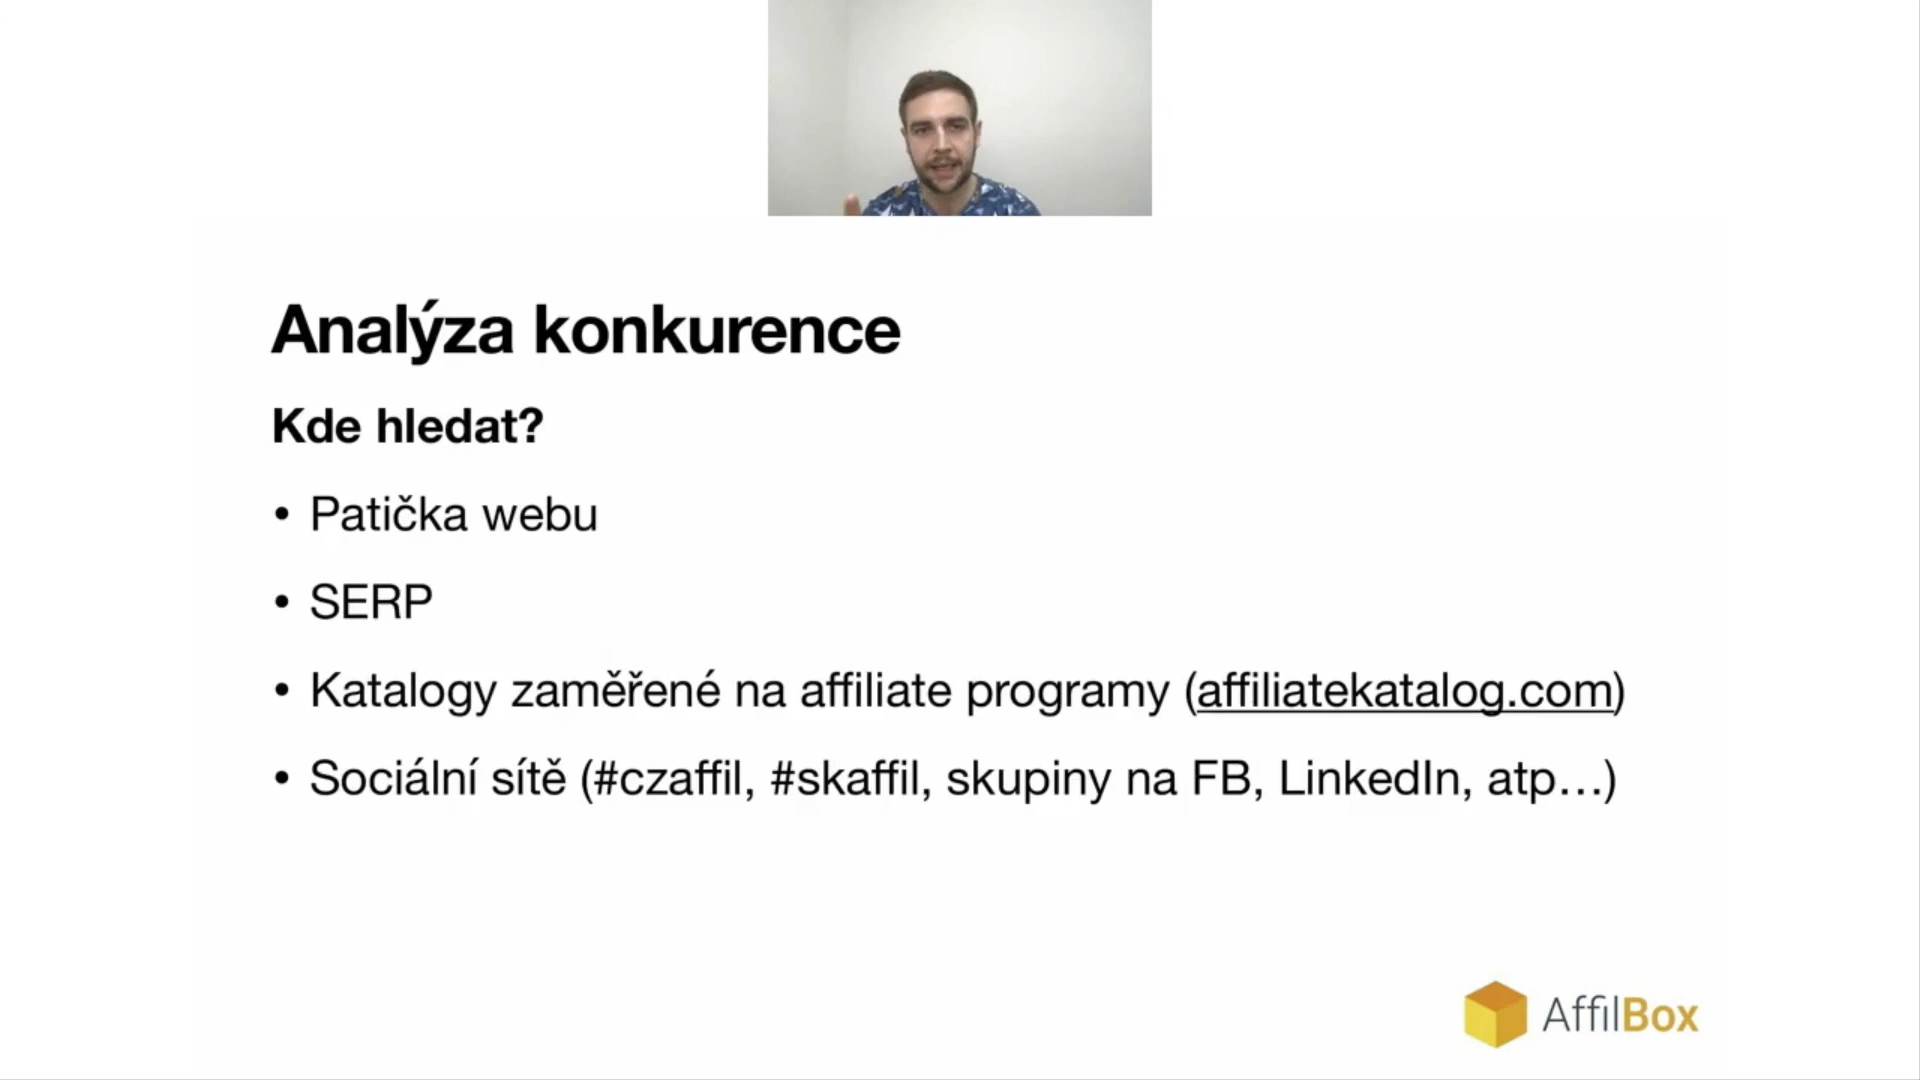 Analýza konkurence
Kde hledat?
• Patička webu
• SERP
• Katalogy zaměřené na affiliate programy (affiliatekatalog.com)
• Sociální sítě (#czaffil, #skaffil, skupiny na FB, LinkedIn, atp…)
AffilBox